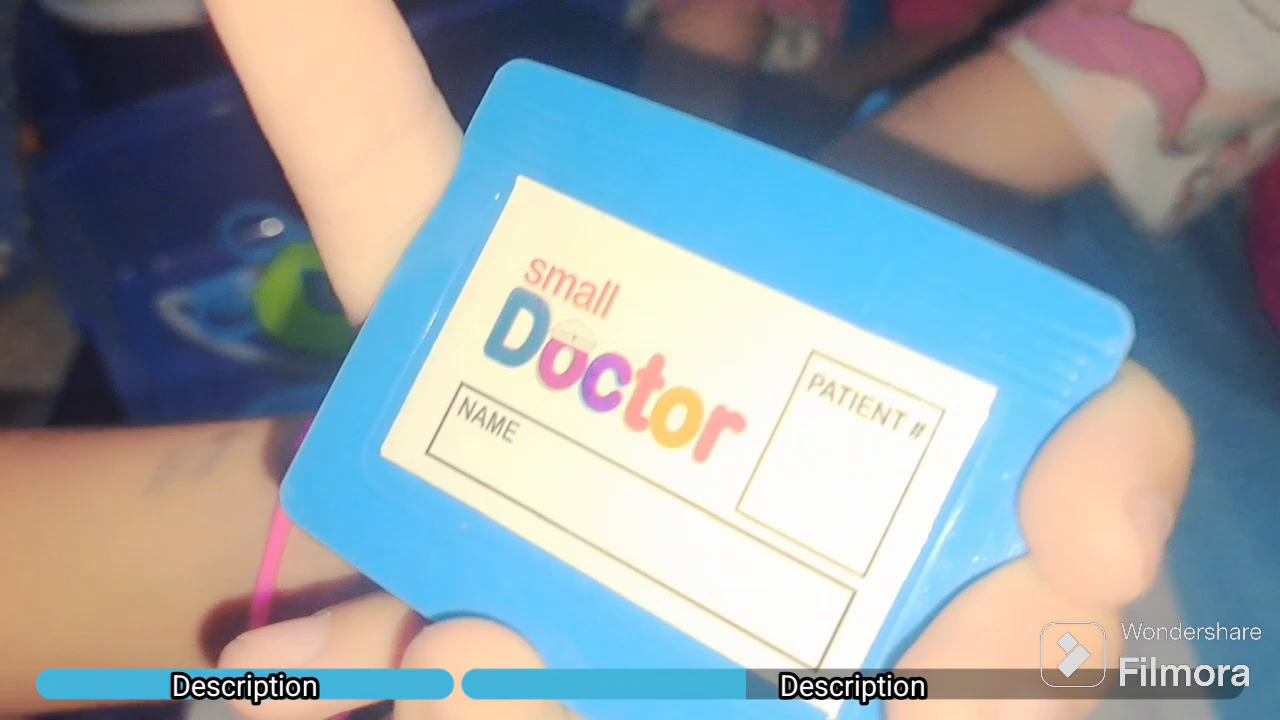 small
Doctor
PATIENT #
NAME
Wondershare
Filmora
Description
Description